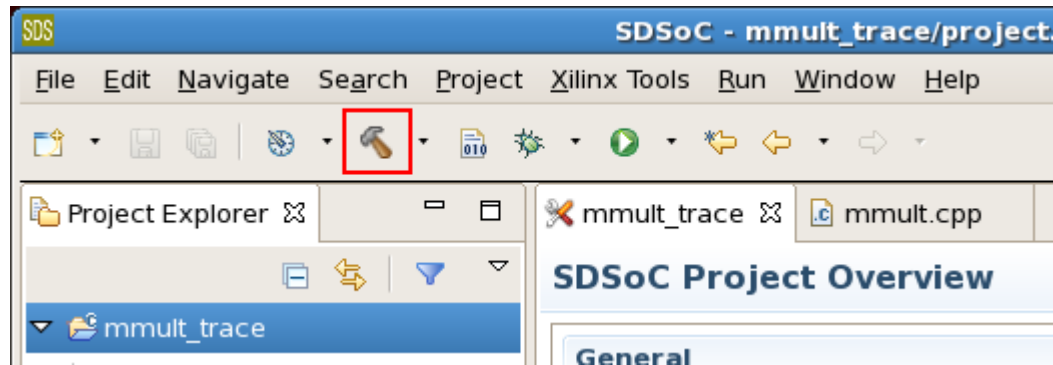 SDS
SDSoC - mmult_trace/project.
File Edit Navigate Search Project Xilinx Tools Run Window Help
010
Project Explorer
mmult_trace
.c mmult.cpp
SDSoC Project Overview
mmult_trace
General